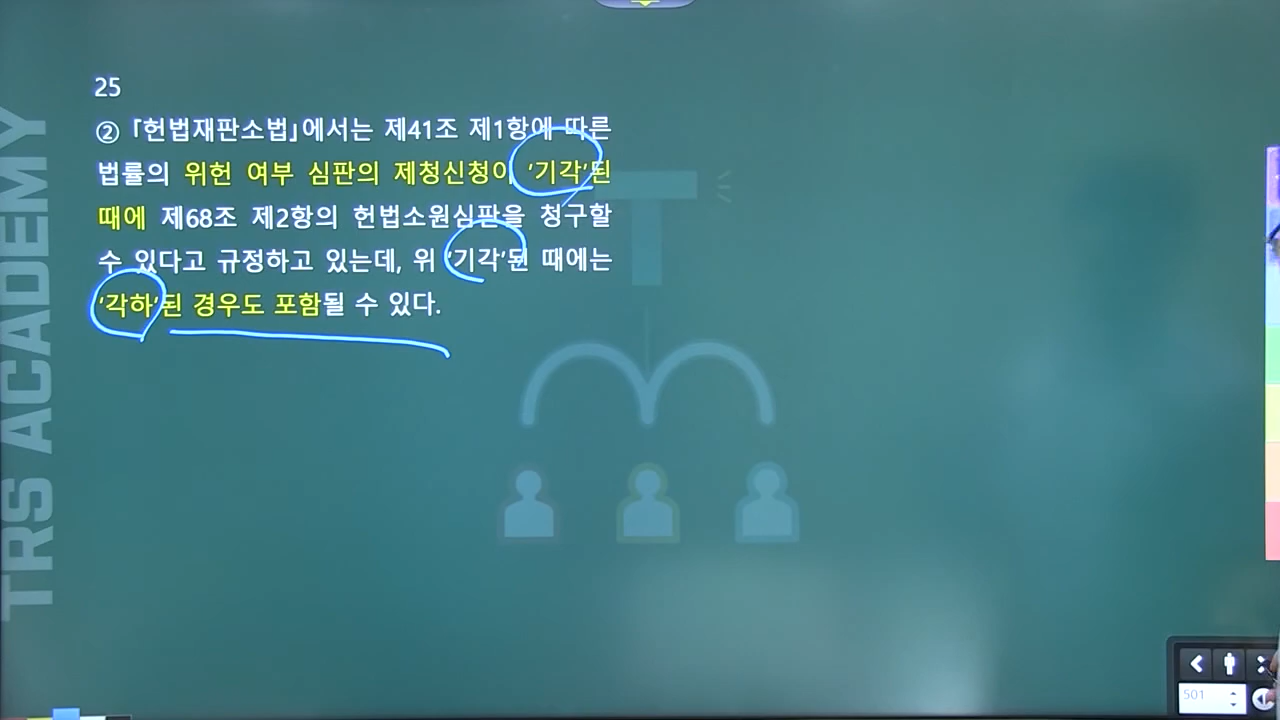 25
② 「헌법재판소법」에서는 제41조 제1항에 따른
법률의 위헌 여부 심판의 제청신청이 '기각'된
때에 제68조 제2항의 헌법소원심판을 청구할
수 있다고 규정하고 있는데, 위 '기각'된 때에는
'각하'된 경우도 포함될 수 있다.
TRS ACADEMY
501